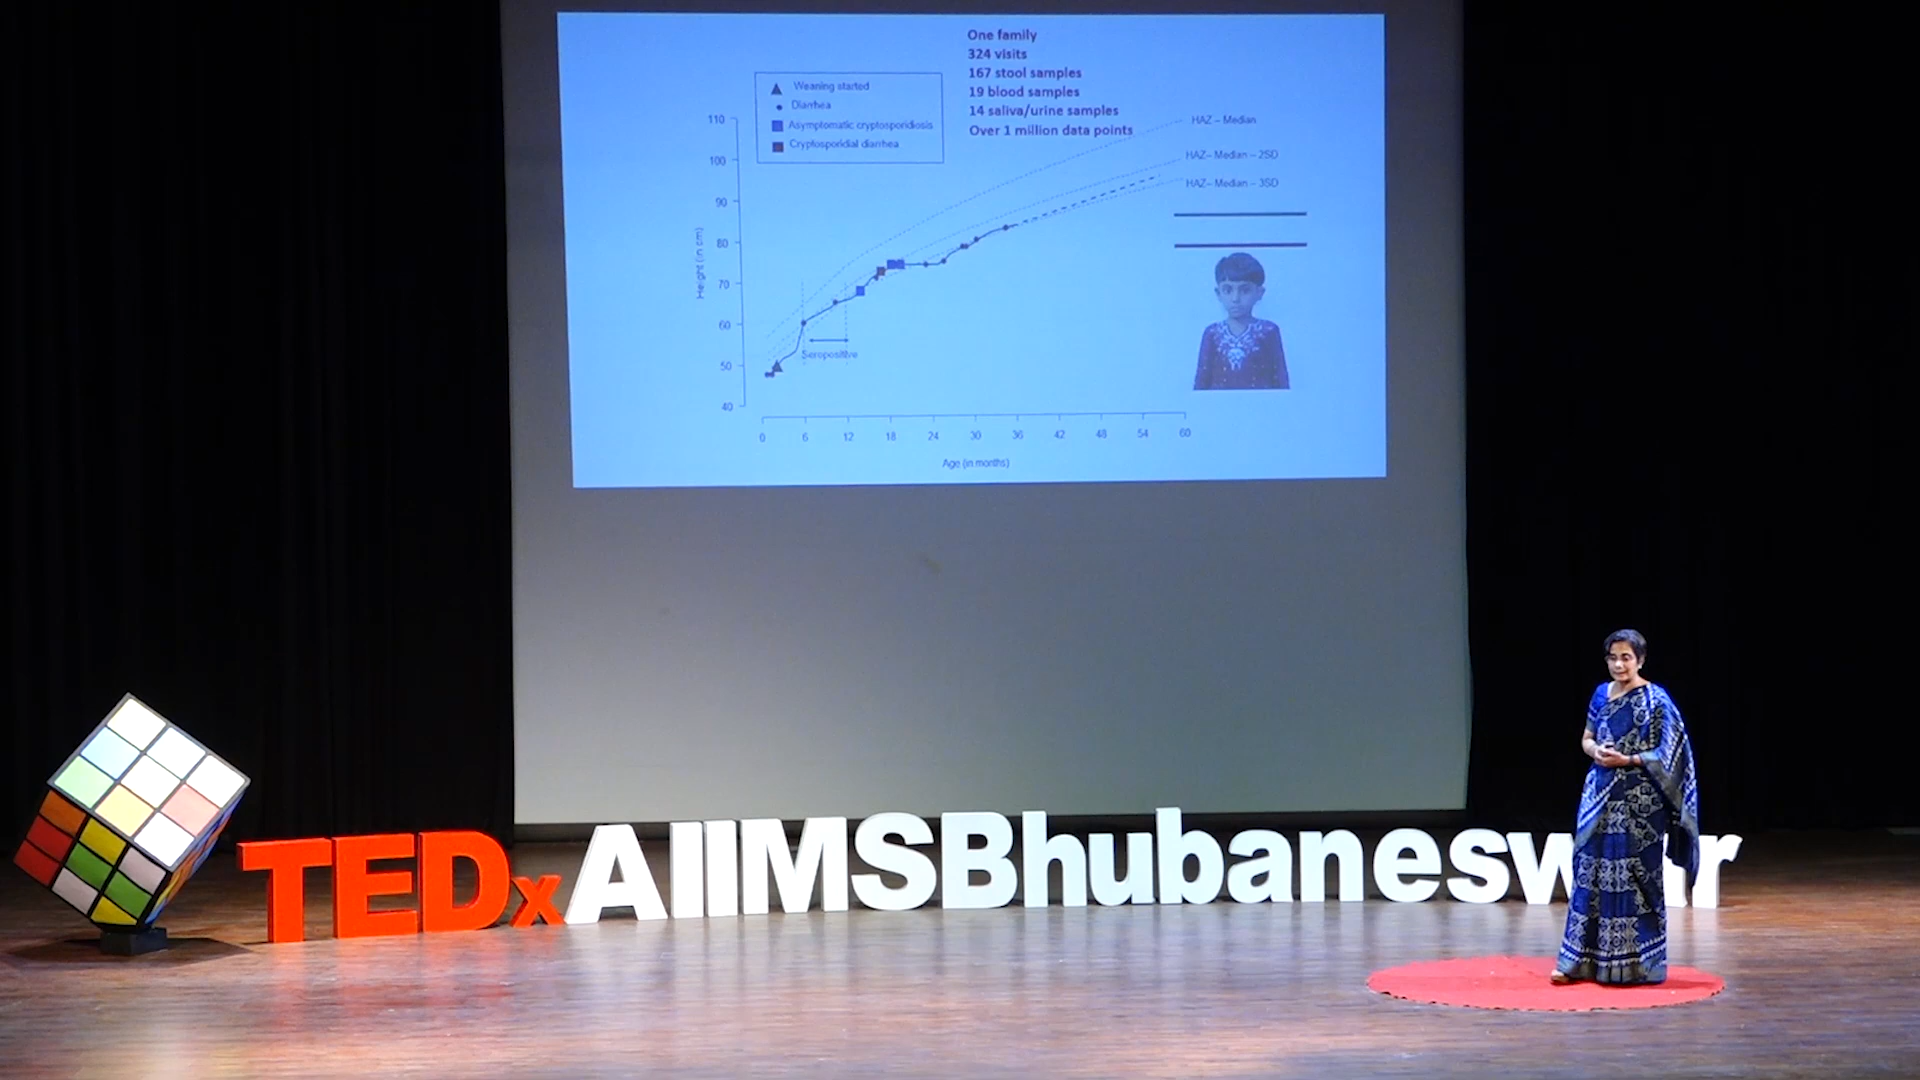 One family
324 visits
167 stool samples
19 blood samples
14 saliva/urine samples
Over 1 million data points
Weaning started
Diarrhea
Asymptomatic cryptosporidiosis
Cryptosporidial diarrhea
HAZ – Median
HAZ– Median – 2SD
HAZ– Median – 3SD
Height (in cm)
110
100
90
80
70
60
50
40
Seropositive
0 6 12 18 24 30 36 42 48 54 60
Age (in months)
TEDxAIIMSBhubaneswar